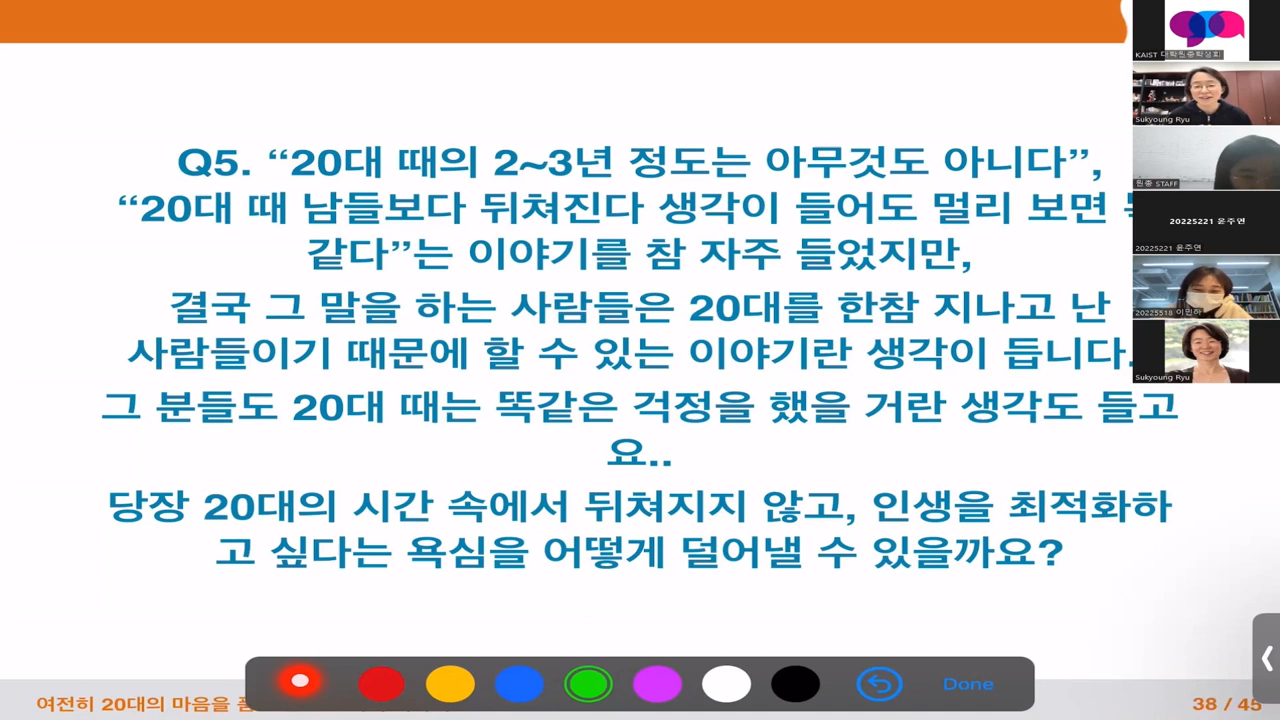 Q5. “20대 때의 2~3년 정도는 아무것도 아니다”,
“20대 때 남들보다 뒤쳐진다 생각이 들어도 멀리 보면
같다”는 이야기를 참 자주 들었지만,
결국 그 말을 하는 사람들은 20대를 한참 지나고 난
사람들이기 때문에 할 수 있는 이야기란 생각이 듭니다.
그 분들도 20대 때는 똑같은 걱정을 했을 거란 생각도 들고
요..
당장 20대의 시간 속에서 뒤쳐지지 않고, 인생을 최적화하
고 싶다는 욕심을 어떻게 덜어낼 수 있을까요?
여전히 20대의 마음을
38 / 45
Done
KAIST 대학원총학생회
Sukyoung Ryu
원총 STAFF
20225221 윤주연
20225221 윤주연
20225518 이민하
Sukyoung Ryu